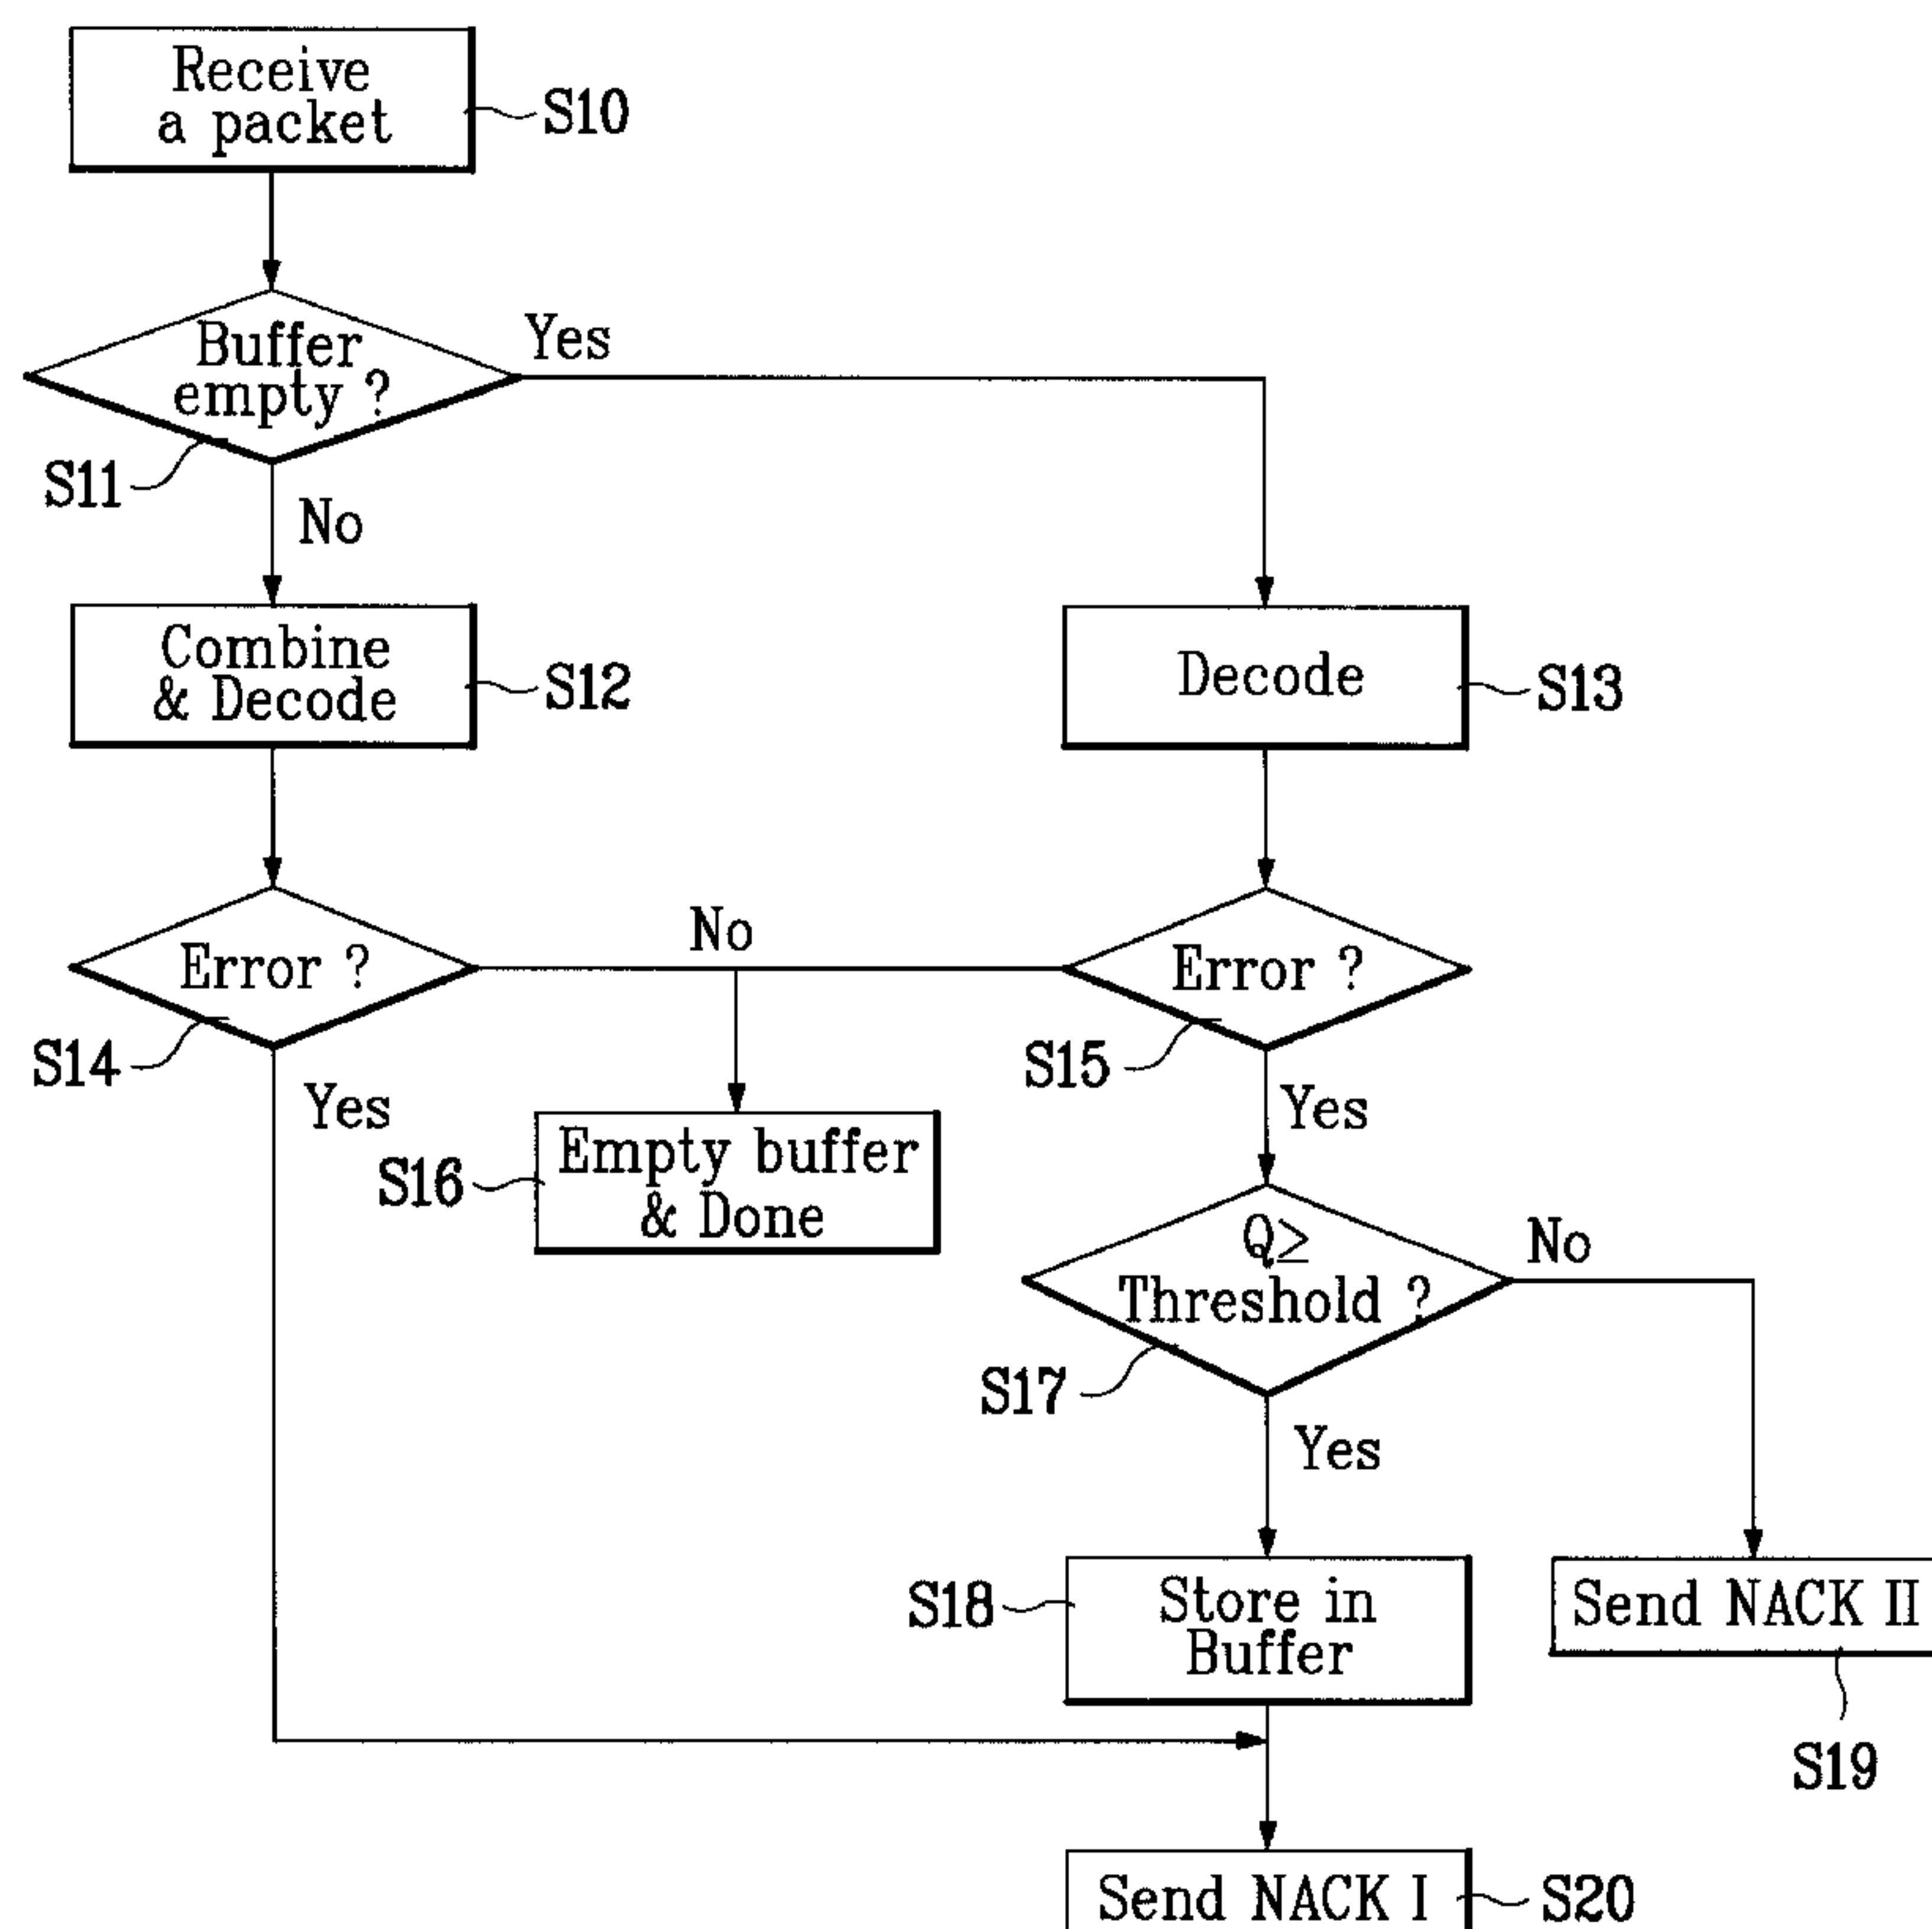 Receive
a packet
S10
Buffer
empty ?
Yes
S11
No
Combine
& Decode
S12
Decode
S13
Error ?
No
Error ?
S14
S15
Yes
Yes
Empty buffer
& Done
S16
Q≥
Threshold ?
No
S17
Yes
Store in
Buffer
S18
Send NACK II
S19
Send NACK I
S20